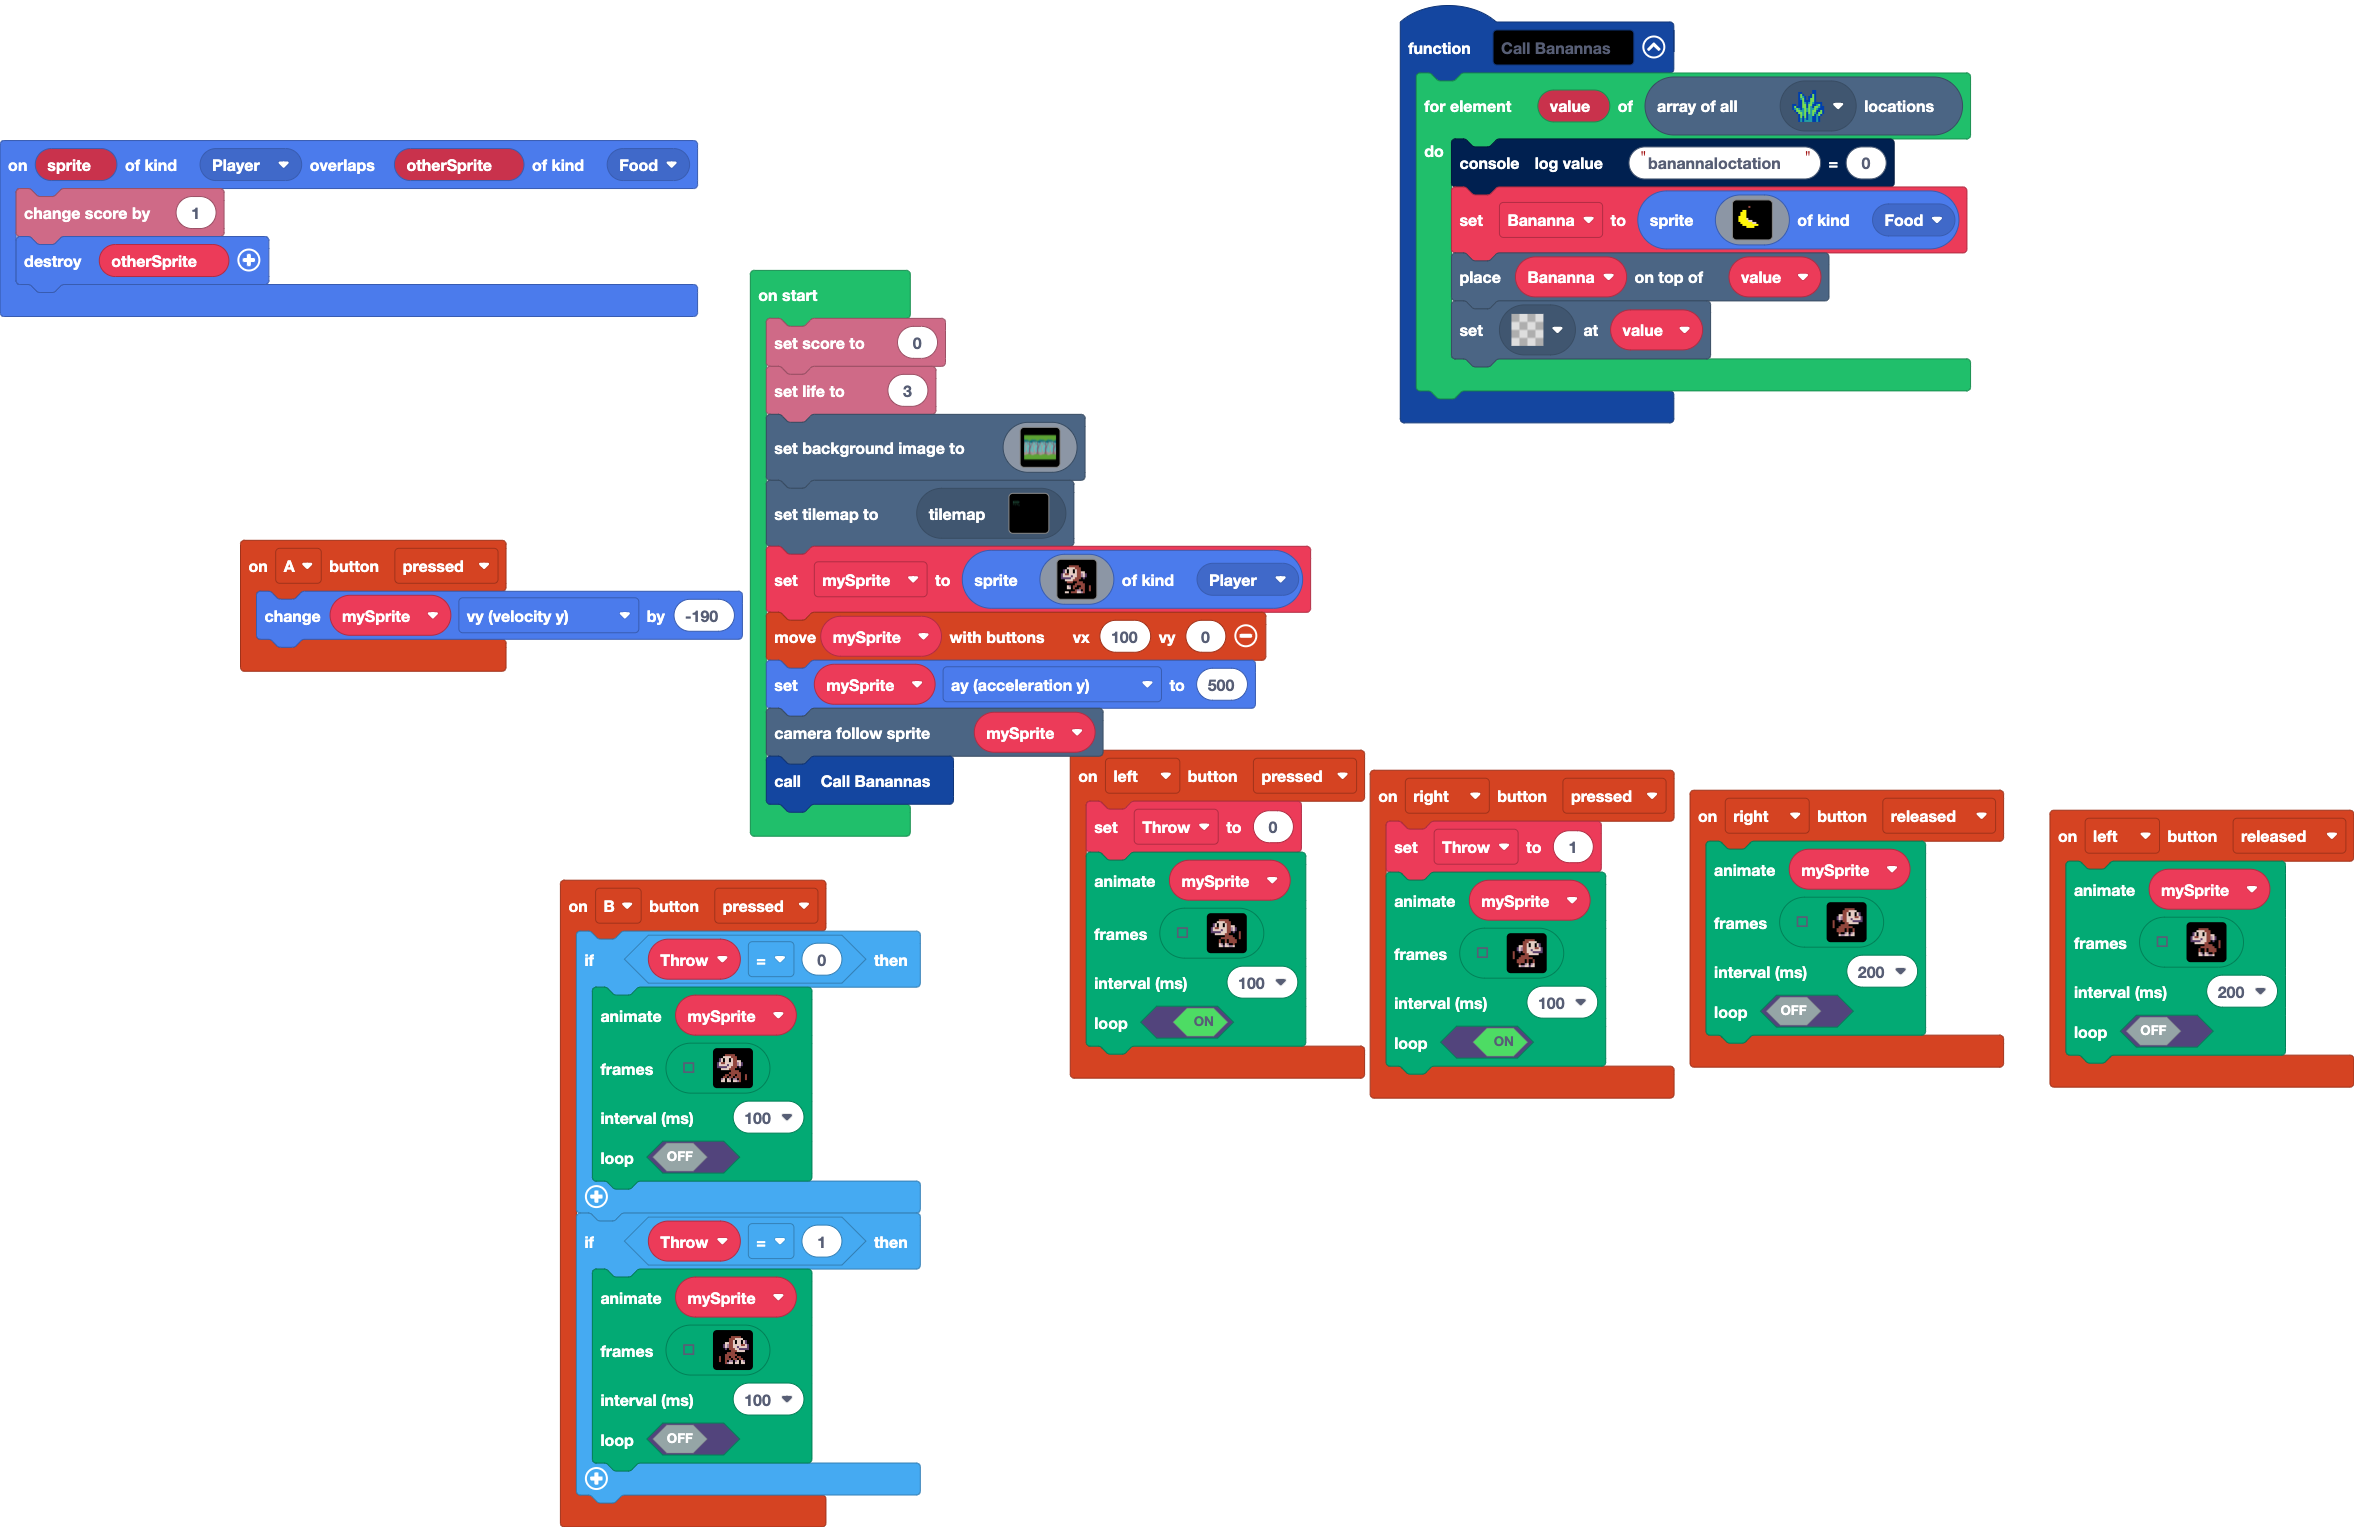 on sprite of kind Player overlaps otherSprite of kind Food
change score by 1
destroy otherSprite
function Call Banannas
for element value of array of all locations
do
console log value "banannaloctation" = 0
set Bananna to sprite of kind Food
place Bananna on top of value
set at value
on start
set score to 0
set life to 3
set background image to
set tilemap to tilemap
set mySprite to sprite of kind Player
move mySprite with buttons vx 100 vy 0
set mySprite ay (acceleration y) to 500
camera follow sprite mySprite
call Call Banannas
on A button pressed
change mySprite vy (velocity y) by -190
on B button pressed
if Throw = 0 then
animate mySprite
frames
interval (ms) 100
loop OFF
if Throw = 1 then
animate mySprite
frames
interval (ms) 100
loop OFF
on left button pressed
set Throw to 0
animate mySprite
frames
interval (ms) 100
loop ON
on right button pressed
set Throw to 1
animate mySprite
frames
interval (ms) 100
loop ON
on right button released
animate mySprite
frames
interval (ms) 200
loop OFF
on left button released
animate mySprite
frames
interval (ms) 200
loop OFF